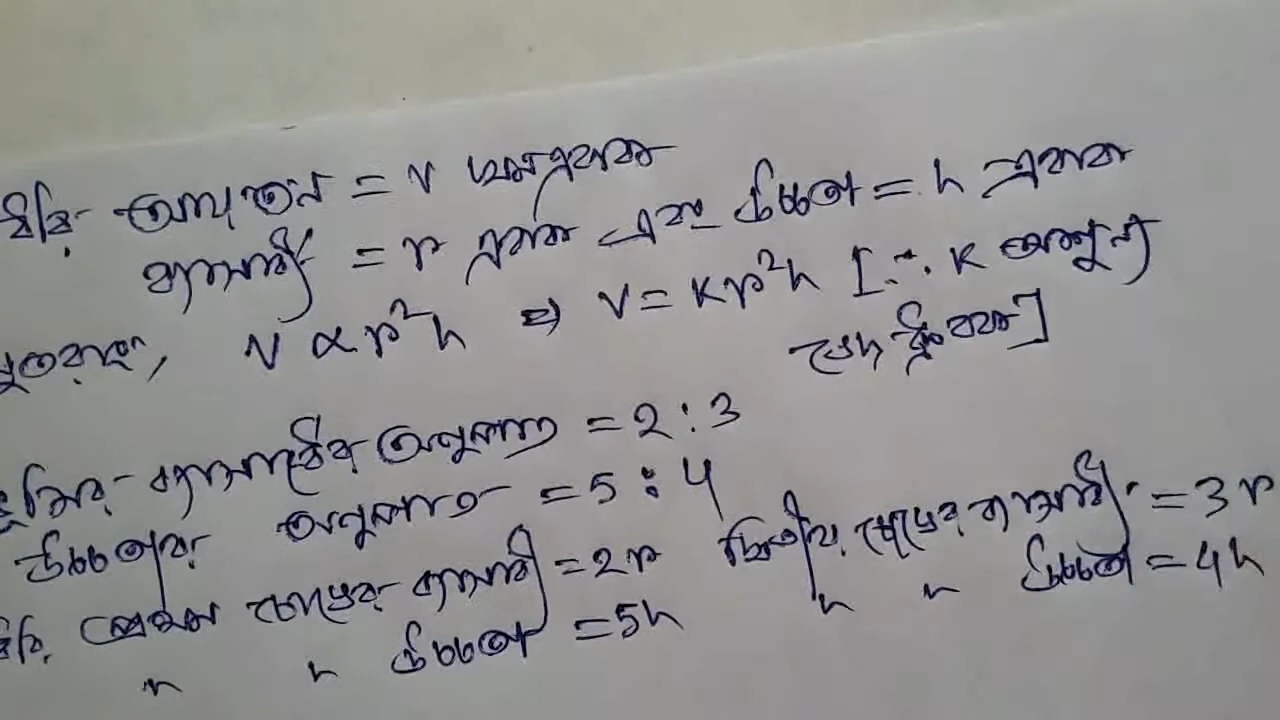 ধরি আয়তন = V ঘনএকক
ব্যাসার্ধ = r একক এবং উচ্চতা = h একক
সুতরাং, V ∝ r²h ⇒ V = Kr²h [∴ K অশূন্য
ভেদ ধ্রুবক]
ভূমির ব্যাসার্ধের অনুপাত = 2 : 3
উচ্চতার অনুপাত = 5 : 4
ধরি, প্রথম চোঙের ব্যাসার্ধ = 2r দ্বিতীয় চোঙের ব্যাসার্ধ = 3r
" " উচ্চতা = 5h " " উচ্চতা = 4h